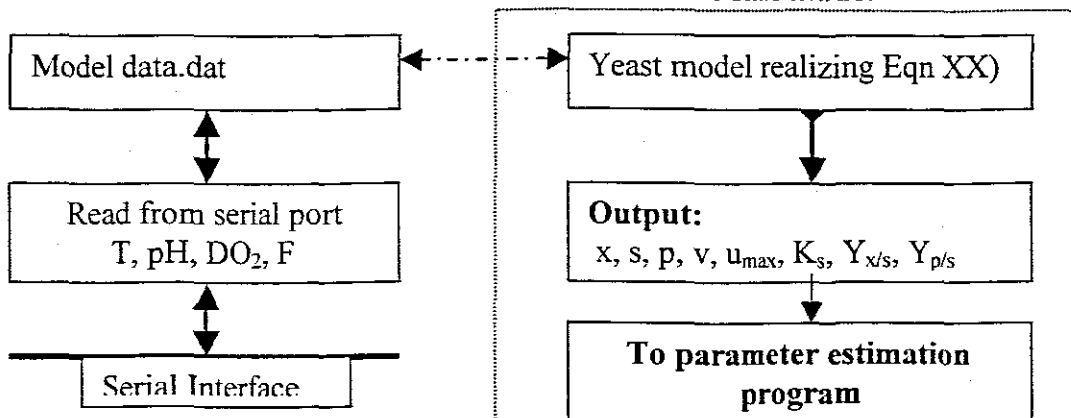 Model data.dat
Read from serial port
T, pH, DO₂, F
Serial Interface
Yeast model realizing Eqn XX)
Output:
x, s, p, v, uₘₐₓ, Kₛ, Yₓ/ₛ, Yₚ/ₛ
To parameter estimation
program